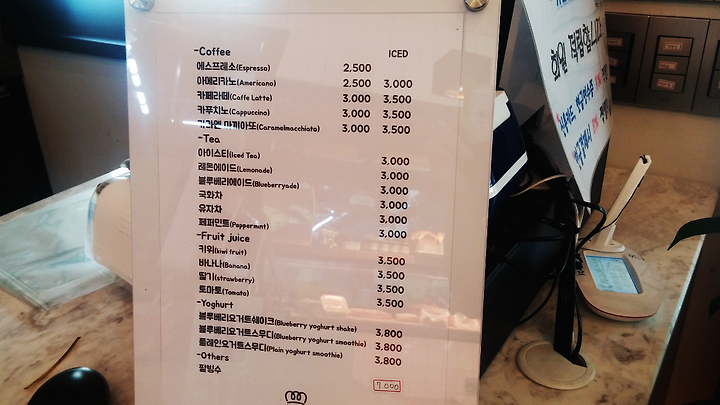 -Coffee ICED
에스프레소(Espresso) 2,500
아메리카노(Americano) 2,500 3,000
카페라떼(Caffe Latte) 3,000 3,500
카푸치노(Cappuccino) 3,000 3,500
카라멜 마끼아또(Caramelmacchiato) 3,000 3,500
-Tea
아이스티(Iced Tea) 3,000
레몬에이드(Lemonade) 3,000
블루베리에이드(Blueberryade) 3,000
국화차 3,000
유자차 3,000
페퍼민트(Peppermint) 3,000
-Fruit juice
키위(kiwi fruit) 3,500
바나나(Banana) 3,500
딸기(strawberry) 3,500
토마토(Tomato) 3,500
-Yoghurt
블루베리요거트쉐이크(Blueberry yoghurt shake) 3,800
블루베리요거트스무디(Blueberry yoghurt smoothie) 3,800
플레인요거트스무디(Plain yoghurt smoothie) 3,800
-Others
팥빙수 7,000